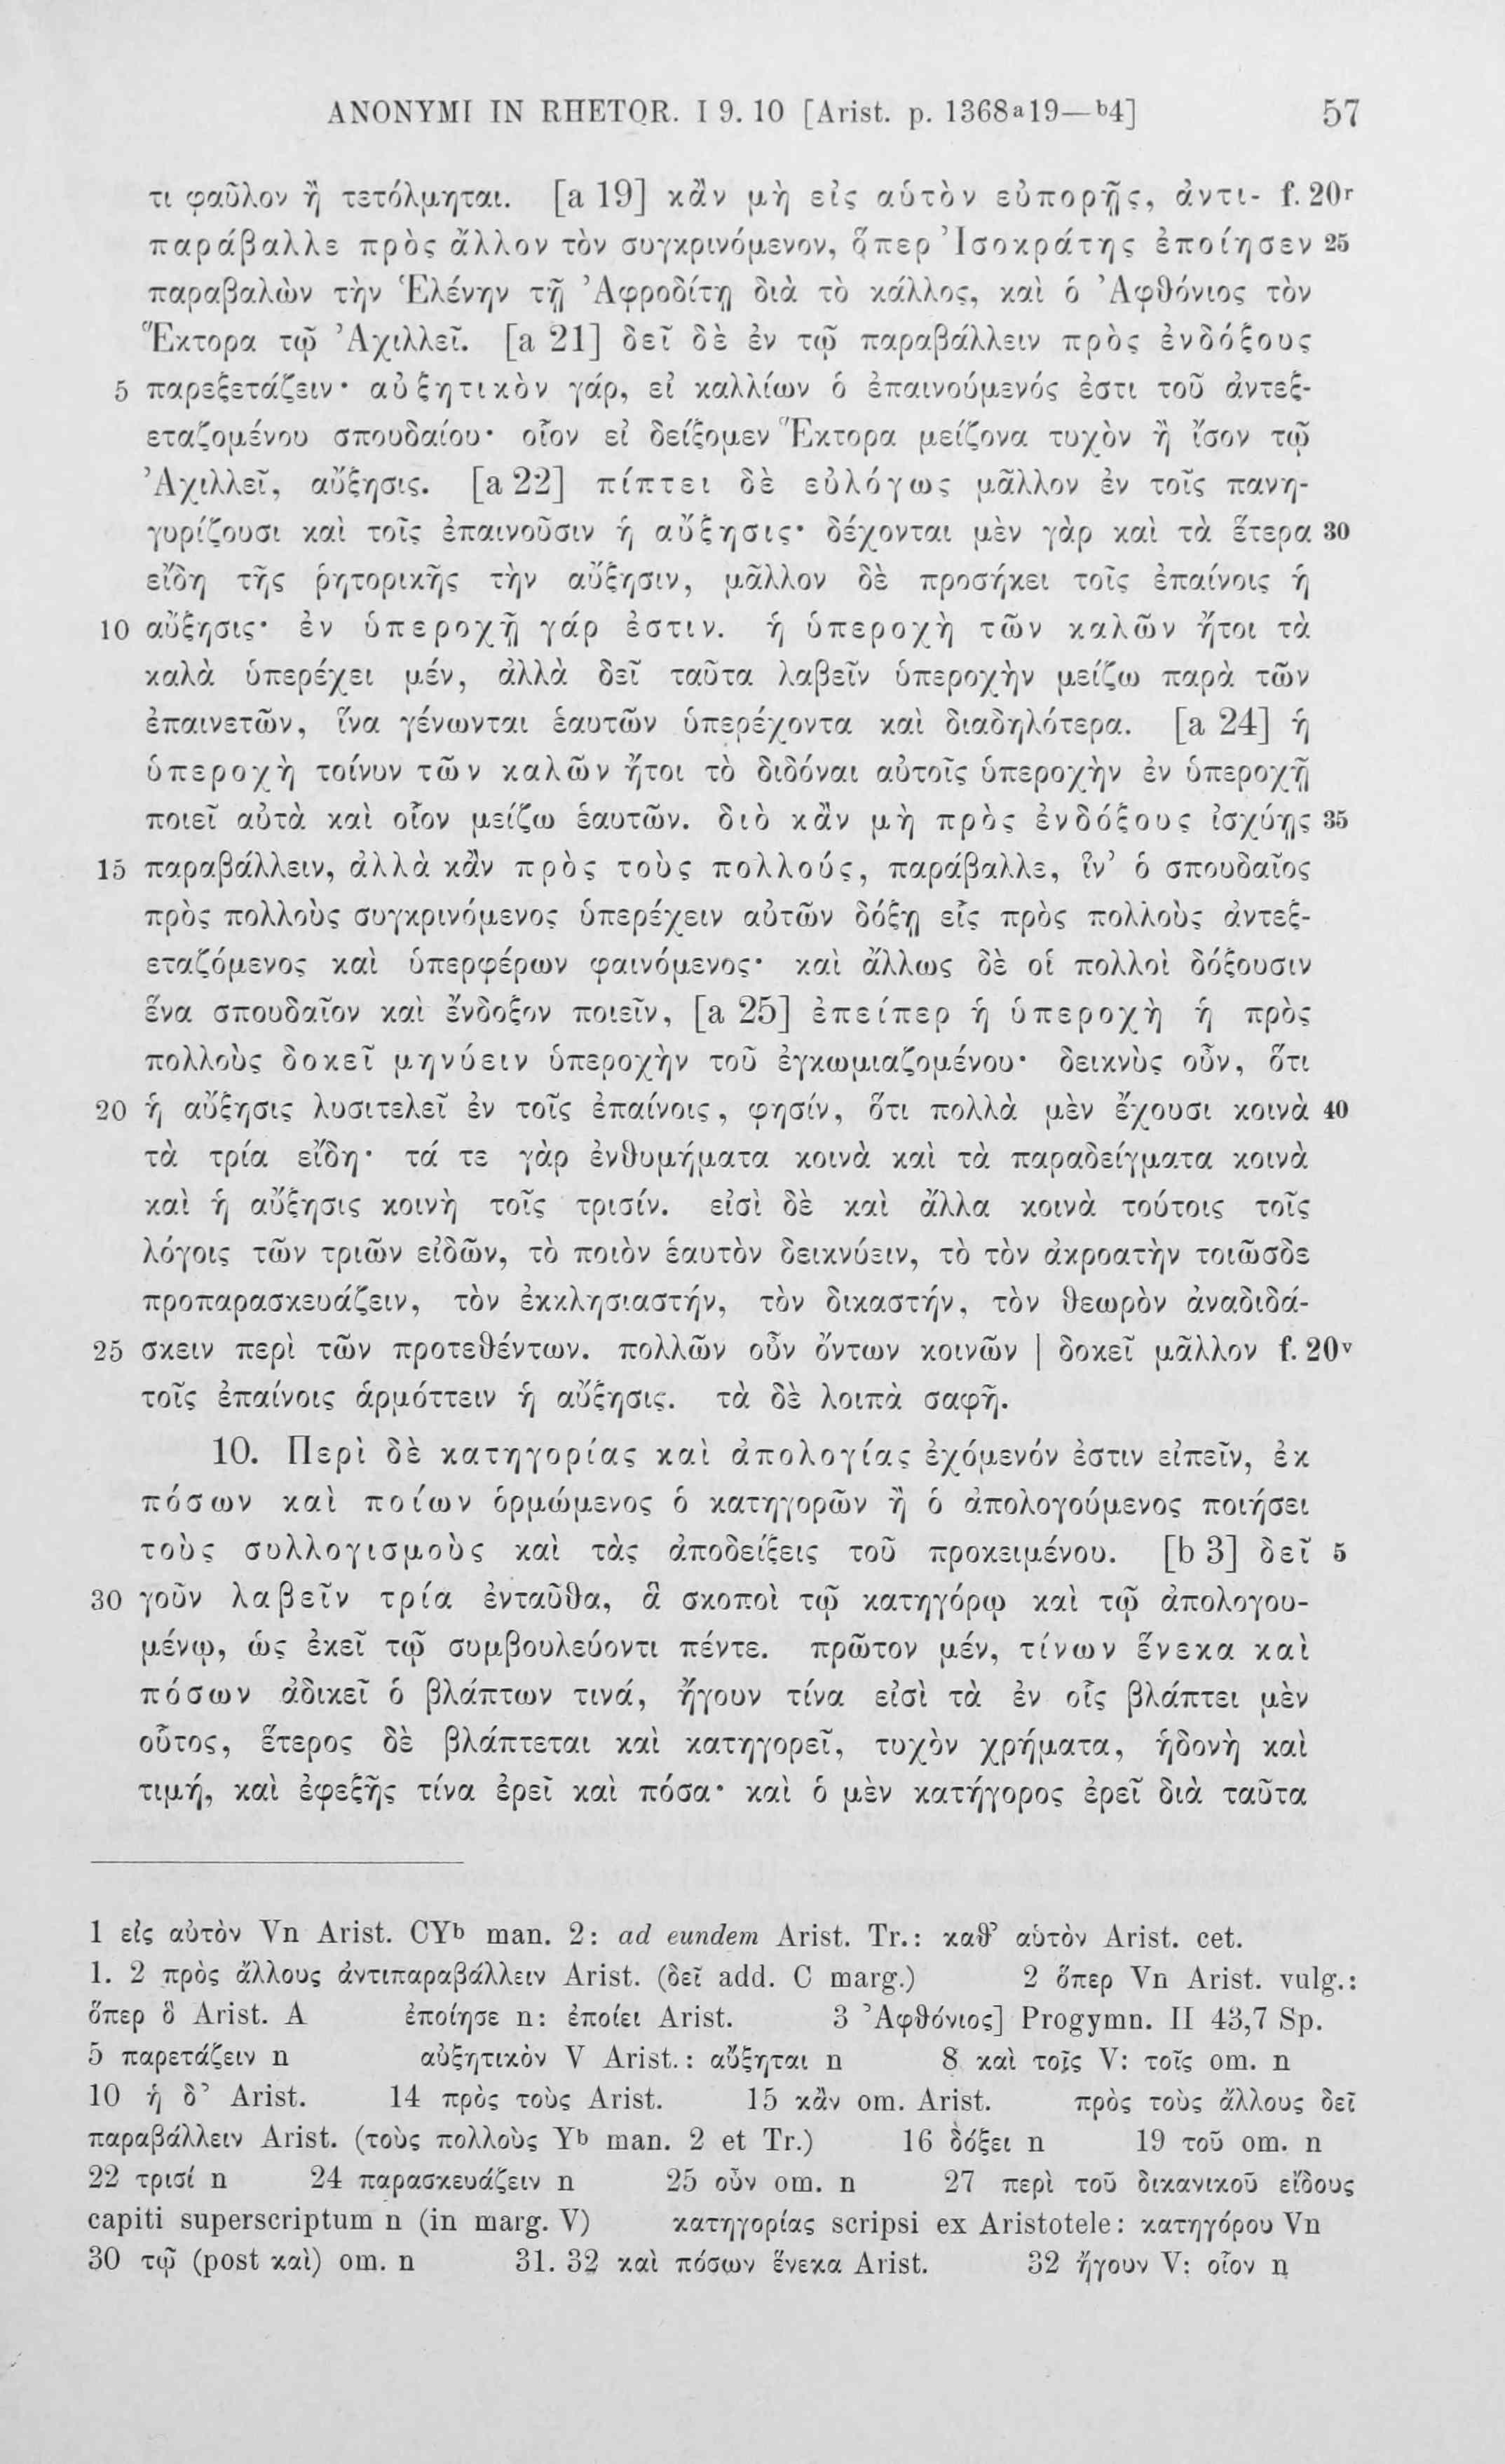 ANONYMI IN RHETOR. I 9. 10 [Arist. p. 1368a19—b4] 57
τι φαῦλον ἢ τετόλμηται. [a 19] κἂν μὴ εἰς αὑτὸν εὐπορῇς, ἀντι- f. 20r
παράβαλλε πρὸς ἄλλον τὸν συγκρινόμενον, ὅπερ Ἰσοκράτης ἐποίησεν 25
παραβαλὼν τὴν Ἑλένην τῇ Ἀφροδίτῃ διὰ τὸ κάλλος, καὶ ὁ Ἀφθόνιος τὸν
Ἕκτορα τῷ Ἀχιλλεῖ. [a 21] δεῖ δὲ ἐν τῷ παραβάλλειν πρὸς ἐνδόξους
5 παρεξετάζειν· αὐξητικὸν γάρ, εἰ καλλίων ὁ ἐπαινούμενός ἐστι τοῦ ἀντεξ-
εταζομένου σπουδαίου· οἷον εἰ δείξομεν Ἕκτορα μείζονα τυχὸν ἢ ἴσον τῷ
Ἀχιλλεῖ, αὔξησις. [a 22] πίπτει δὲ εὐλόγως μᾶλλον ἐν τοῖς πανη-
γυρίζουσι καὶ τοῖς ἐπαινοῦσιν ἡ αὔξησις· δέχονται μὲν γὰρ καὶ τὰ ἕτερα 30
εἴδη τῆς ῥητορικῆς τὴν αὔξησιν, μᾶλλον δὲ προσήκει τοῖς ἐπαίνοις ἡ
10 αὔξησις· ἐν ὑπεροχῇ γάρ ἐστιν. ἡ ὑπεροχὴ τῶν καλῶν ἤτοι τὰ
καλὰ ὑπερέχει μέν, ἀλλὰ δεῖ ταῦτα λαβεῖν ὑπεροχὴν μείζω παρὰ τῶν
ἐπαινετῶν, ἵνα γένωνται ἑαυτῶν ὑπερέχοντα καὶ διαδηλότερα. [a 24] ἡ
ὑπεροχὴ τοίνυν τῶν καλῶν ἤτοι τὸ διδόναι αὐτοῖς ὑπεροχὴν ἐν ὑπεροχῇ
ποιεῖ αὐτὰ καὶ οἷον μείζω ἑαυτῶν. διὸ κἂν μὴ πρὸς ἐνδόξους ἰσχύῃς 35
15 παραβάλλειν, ἀλλὰ κἂν πρὸς τοὺς πολλούς, παράβαλλε, ἵν’ ὁ σπουδαῖος
πρὸς πολλοὺς συγκρινόμενος ὑπερέχειν αὐτῶν δόξῃ εἷς πρὸς πολλοὺς ἀντεξ-
εταζόμενος καὶ ὑπερφέρων φαινόμενος· καὶ ἄλλως δὲ οἱ πολλοὶ δόξουσιν
ἕνα σπουδαῖον καὶ ἔνδοξον ποιεῖν, [a 25] ἐπείπερ ἡ ὑπεροχὴ ἡ πρὸς
πολλοὺς δοκεῖ μηνύειν ὑπεροχὴν τοῦ ἐγκωμιαζομένου· δεικνὺς οὖν, ὅτι
20 ἡ αὔξησις λυσιτελεῖ ἐν τοῖς ἐπαίνοις, φησίν, ὅτι πολλὰ μὲν ἔχουσι κοινὰ 40
τὰ τρία εἴδη· τά τε γὰρ ἐνθυμήματα κοινὰ καὶ τὰ παραδείγματα κοινὰ
καὶ ἡ αὔξησις κοινὴ τοῖς τρισίν. εἰσὶ δὲ καὶ ἄλλα κοινὰ τούτοις τοῖς
λόγοις τῶν τριῶν εἰδῶν, τὸ ποιὸν ἑαυτὸν δεικνύειν, τὸ τὸν ἀκροατὴν τοιῶσδε
προπαρασκευάζειν, τὸν ἐκκλησιαστήν, τὸν δικαστήν, τὸν θεωρὸν ἀναδιδά-
25 σκειν περὶ τῶν προτεθέντων. πολλῶν οὖν ὄντων κοινῶν | δοκεῖ μᾶλλον f. 20v
τοῖς ἐπαίνοις ἁρμόττειν ἡ αὔξησις. τὰ δὲ λοιπὰ σαφῆ.
10. Περὶ δὲ κατηγορίας καὶ ἀπολογίας ἐχόμενόν ἐστιν εἰπεῖν, ἐκ
πόσων καὶ ποίων ὁρμώμενος ὁ κατηγορῶν ἢ ὁ ἀπολογούμενος ποιήσει
τοὺς συλλογισμοὺς καὶ τὰς ἀποδείξεις τοῦ προκειμένου. [b 3] δεῖ 5
30 γοῦν λαβεῖν τρία ἐνταῦθα, ἃ σκοποὶ τῷ κατηγόρῳ καὶ τῷ ἀπολογου-
μένῳ, ὡς ἐκεῖ τῷ συμβουλεύοντι πέντε. πρῶτον μέν, τίνων ἕνεκα καὶ
πόσων ἀδικεῖ ὁ βλάπτων τινά, ἤγουν τίνα εἰσὶ τὰ ἐν οἷς βλάπτει μὲν
οὗτος, ἕτερος δὲ βλάπτεται καὶ κατηγορεῖ, τυχὸν χρήματα, ἡδονὴ καὶ
τιμή, καὶ ἐφεξῆς τίνα ἐρεῖ καὶ πόσα· καὶ ὁ μὲν κατήγορος ἐρεῖ διὰ ταῦτα
1 εἰς αὑτὸν Vn Arist. CYb man. 2: ad eundem Arist. Tr.: καθ’ αὑτὸν Arist. cet.
1. 2 πρὸς ἄλλους ἀντιπαραβάλλειν Arist. (δεῖ add. C marg.) 2 ὅπερ Vn Arist. vulg.:
ὅπερ ὃ Arist. A ἐποίησε n: ἐποίει Arist. 3 Ἀφθόνιος] Progymn. II 43,7 Sp.
5 παρετάζειν n αὐξητικὸν V Arist.: αὔξηται n 8 καὶ τοῖς V: τοῖς om. n
10 ἡ δ’ Arist. 14 πρὸς τοὺς Arist. 15 κἂν om. Arist. πρὸς τοὺς ἄλλους δεῖ
παραβάλλειν Arist. (τοὺς πολλοὺς Yb man. 2 et Tr.) 16 δόξει n 19 τοῦ om. n
22 τρισί n 24 παρασκευάζειν n 25 οὖν om. n 27 περὶ τοῦ δικανικοῦ εἴδους
capiti superscriptum n (in marg. V) κατηγορίας scripsi ex Aristotele: κατηγόρου Vn
30 τῷ (post καὶ) om. n 31. 32 καὶ πόσων ἕνεκα Arist. 32 ἤγουν V: οἷον n